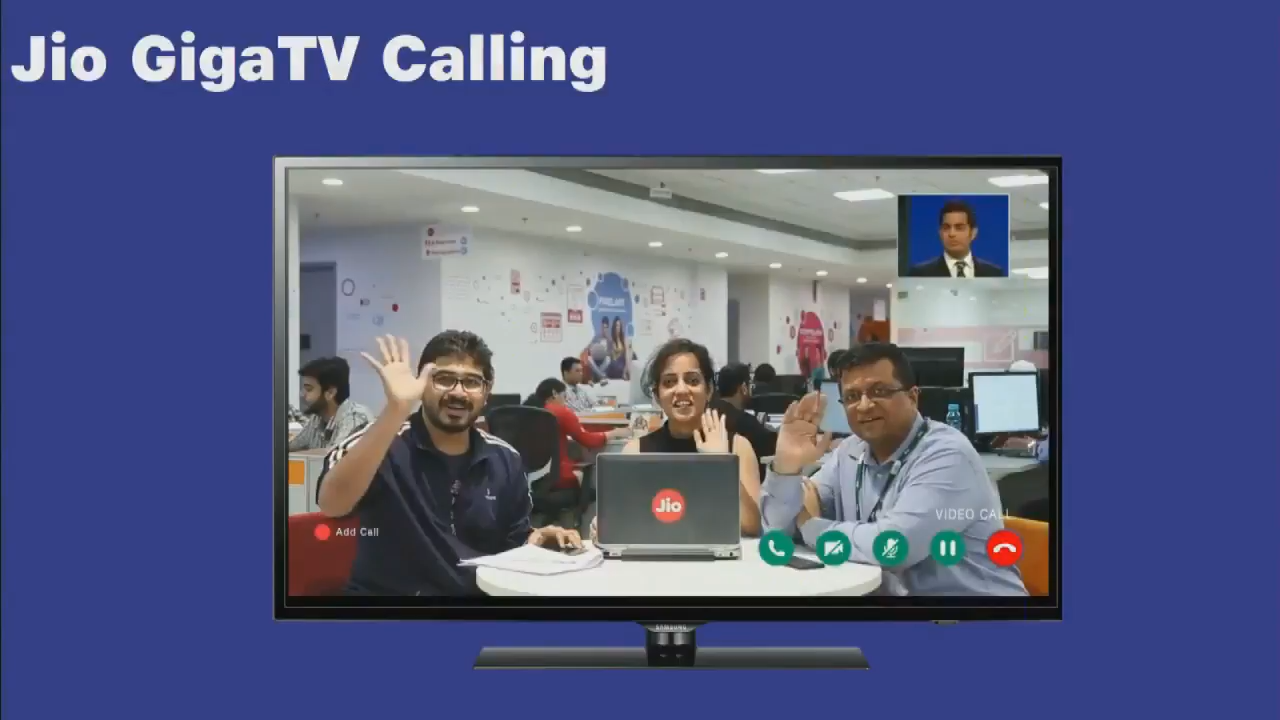 Jio GigaTV Calling
Jio
VIDEO CALL
Add Call
SAMSUNG